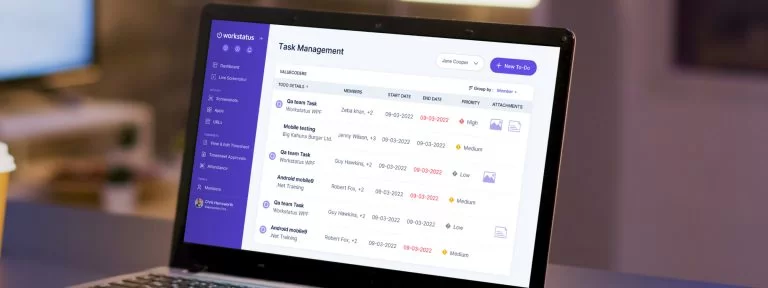 workstatus
Dashboard
Live Screenshot
Screenshots
Apps
URLs
View & Edit Timesheet
Timesheet Approvals
Attendance
Members
Chris Hemsworth
Task Management
Jane Cooper
+ New To-Do
VALUECODERS
Group by : Member
TODO DETAILS MEMBERS START DATE END DATE PRIORITY ATTACHMENTS
Qa team Task
Workstatus WPF
Zeba khan, +2 09-03-2022 09-03-2022 High
Mobile testing
Big Kahuna Burger Ltd.
Jenny Wilson, +3 09-03-2022 09-03-2022 Medium
Qa team Task
Workstatus WPF
Guy Hawkins, +2 09-03-2022 09-03-2022 Low
Android mobile9
.Net Training
Robert Fox, +2 09-03-2022 09-03-2022 Medium
Qa team Task
Workstatus WPF
Guy Hawkins, +2 09-03-2022 09-03-2022 Low
Android mobile9
.Net Training
Robert Fox, +2 09-03-2022 09-03-2022 Medium